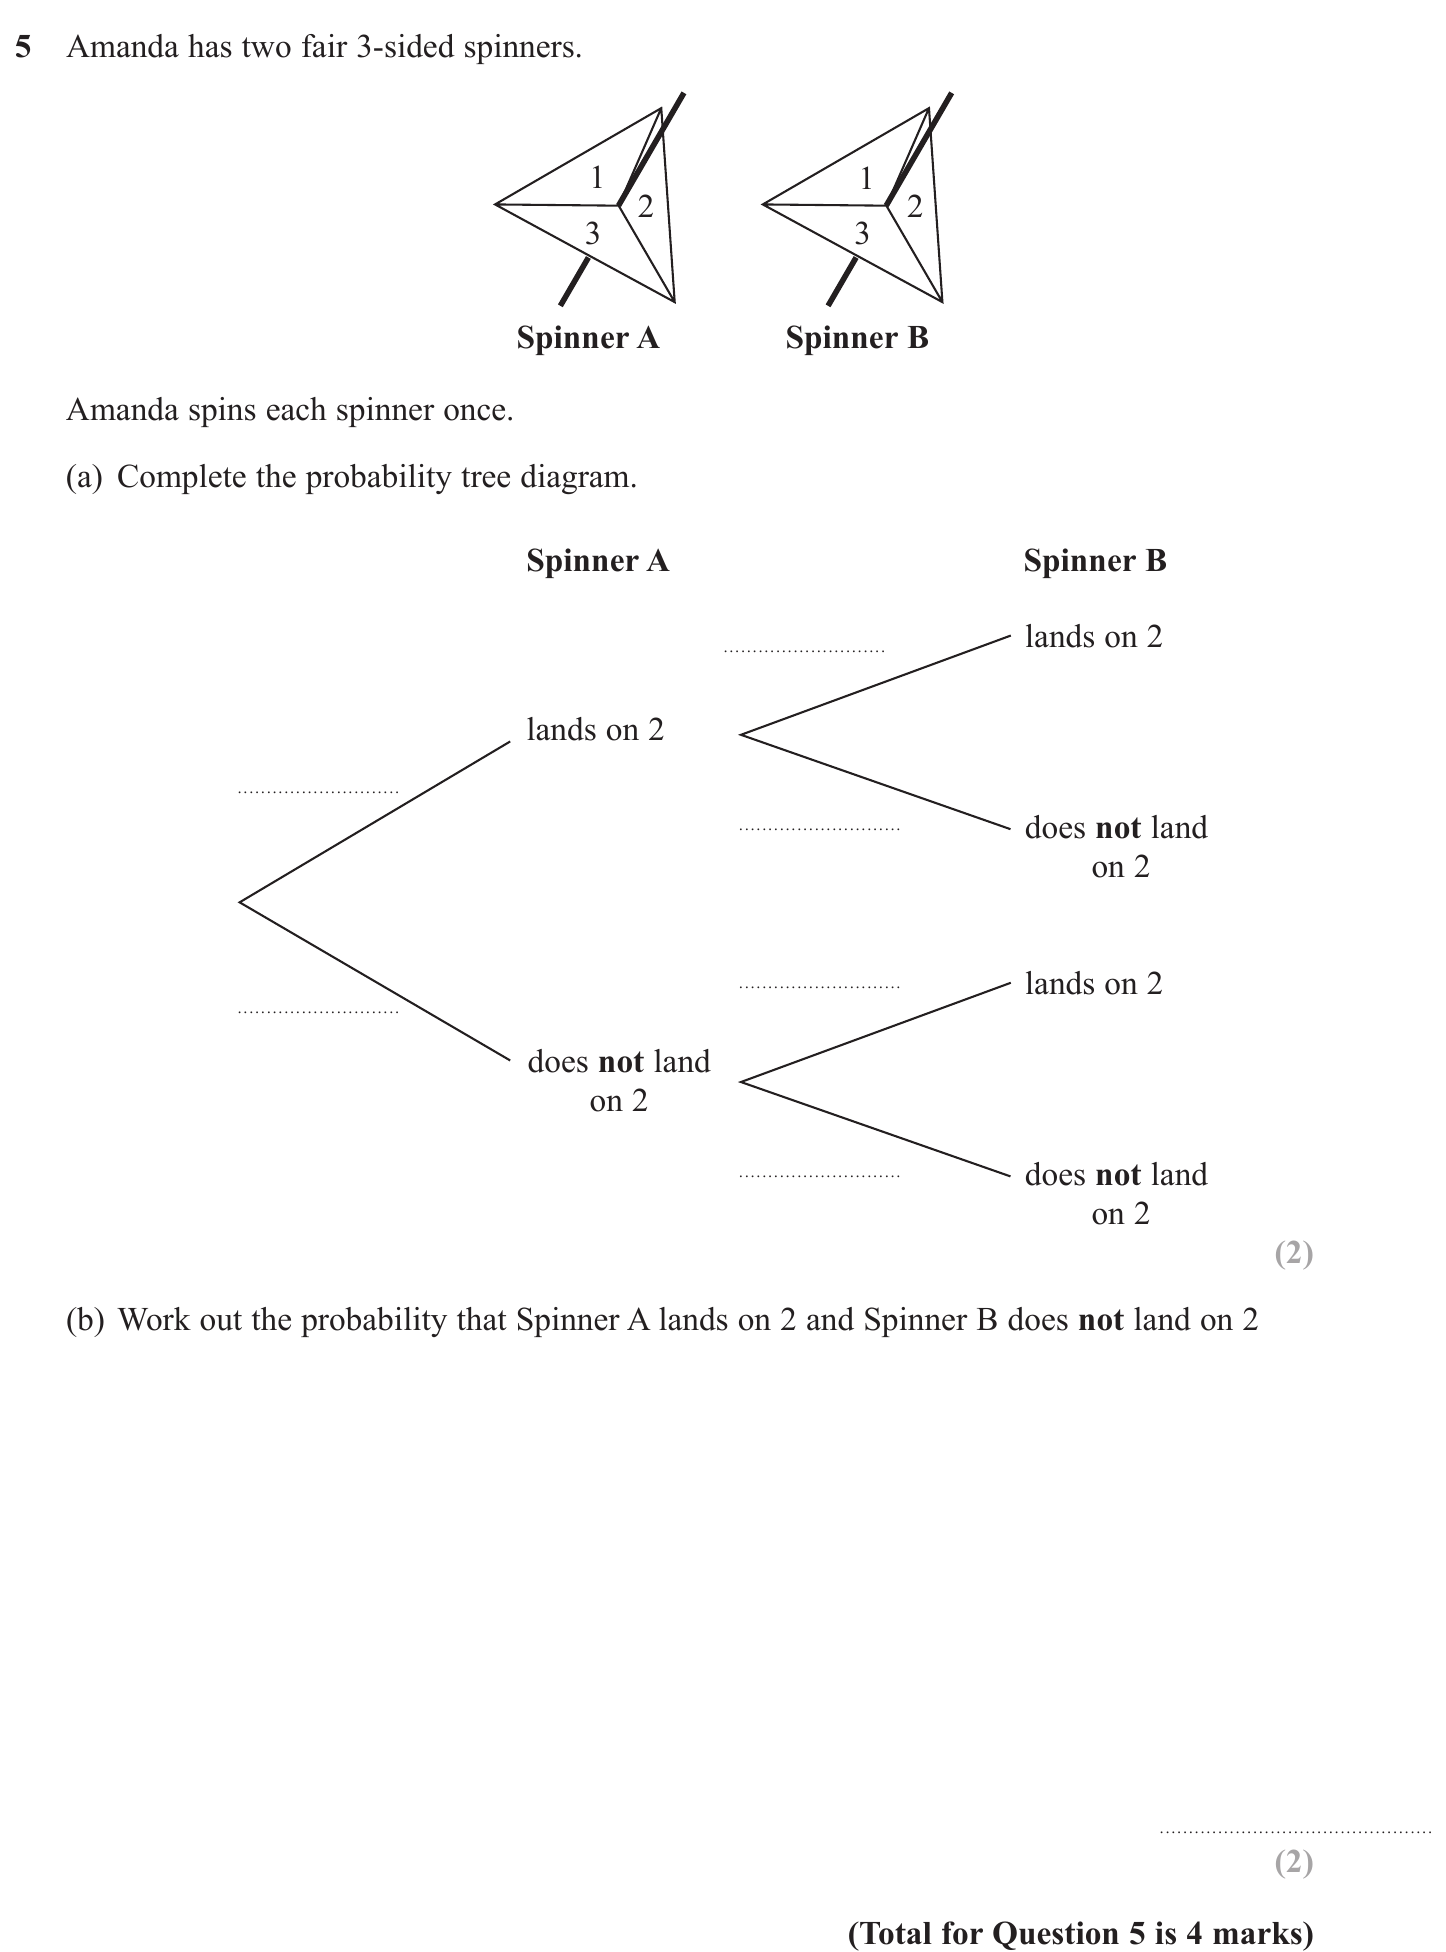 5 Amanda has two fair 3-sided spinners.
1 2 3
1 2 3
Spinner A Spinner B
Amanda spins each spinner once.
(a) Complete the probability tree diagram.
Spinner A Spinner B
lands on 2
lands on 2
does not land
on 2
lands on 2
does not land
on 2
does not land
on 2
(2)
(b) Work out the probability that Spinner A lands on 2 and Spinner B does not land on 2
(2)
(Total for Question 5 is 4 marks)